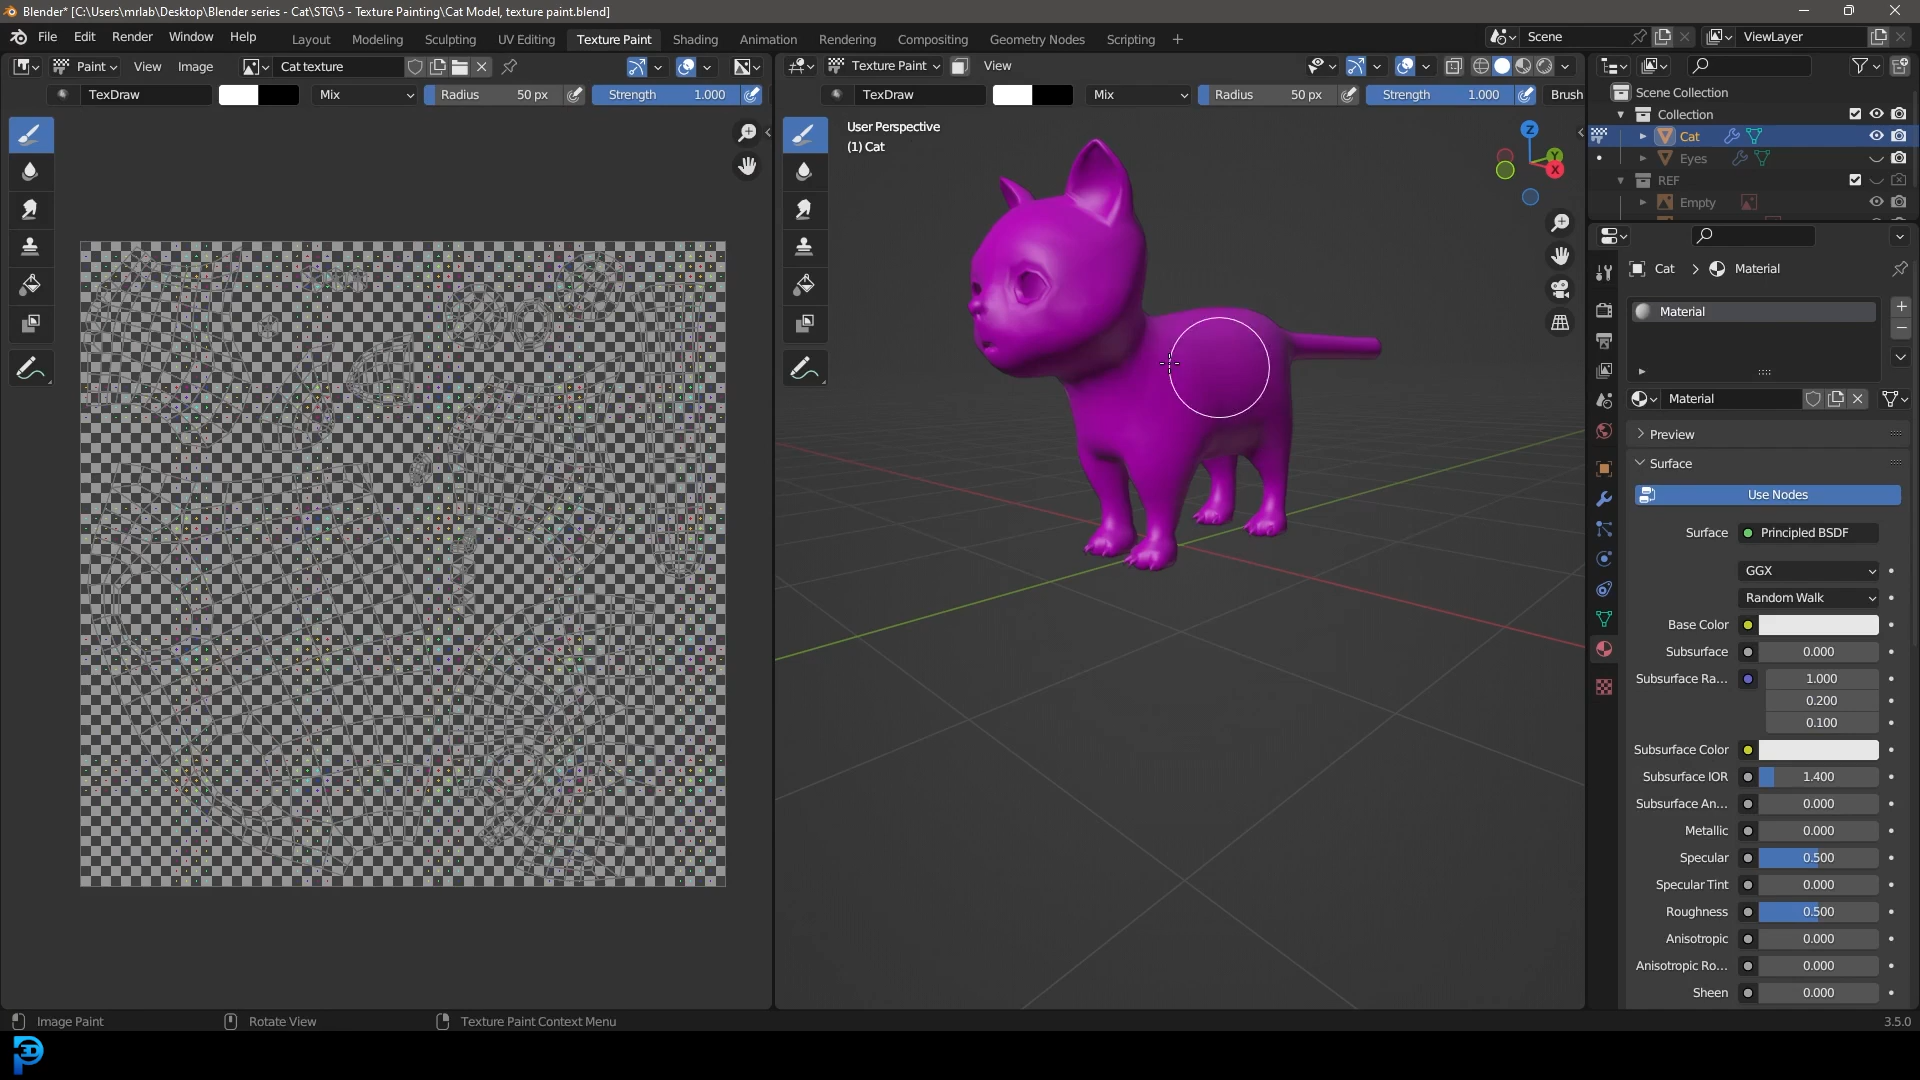 Blender* [C:\Users\mrlab\Desktop\Blender series - Cat\STG\5 - Texture Painting\Cat Model, texture paint.blend]
File Edit Render Window Help
Layout Modeling Sculpting UV Editing Texture Paint Shading Animation Rendering Compositing Geometry Nodes Scripting +
Scene
ViewLayer
Paint View Image Cat texture
Texture Paint View
TexDraw Mix Radius 50 px Strength 1.000
TexDraw Mix Radius 50 px Strength 1.000 Brush
User Perspective
(1) Cat
Z
Y
X
Scene Collection
Collection
Cat
Eyes
REF
Empty
Cat > Material
Material
Material
Preview
Surface
Use Nodes
Surface Principled BSDF
GGX
Random Walk
Base Color
Subsurface 0.000
Subsurface Ra... 1.000
0.200
0.100
Subsurface Color
Subsurface IOR 1.400
Subsurface An... 0.000
Metallic 0.000
Specular 0.500
Specular Tint 0.000
Roughness 0.500
Anisotropic 0.000
Anisotropic Ro... 0.000
Sheen 0.000
Image Paint Rotate View Texture Paint Context Menu 3.5.0
3D